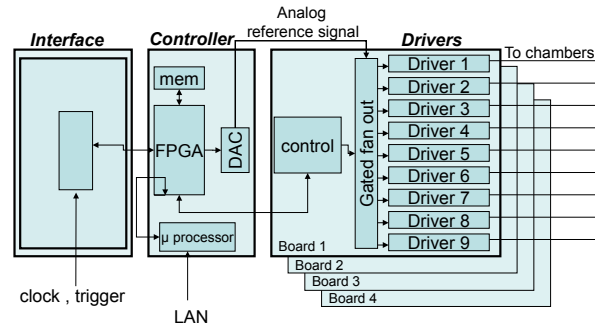 Analog
reference signal
Interface
Controller
Drivers
To chambers
mem
FPGA
DAC
μ processor
control
Gated fan out
Driver 1
Driver 2
Driver 3
Driver 4
Driver 5
Driver 6
Driver 7
Driver 8
Driver 9
Board 1
Board 2
Board 3
Board 4
clock , trigger
LAN